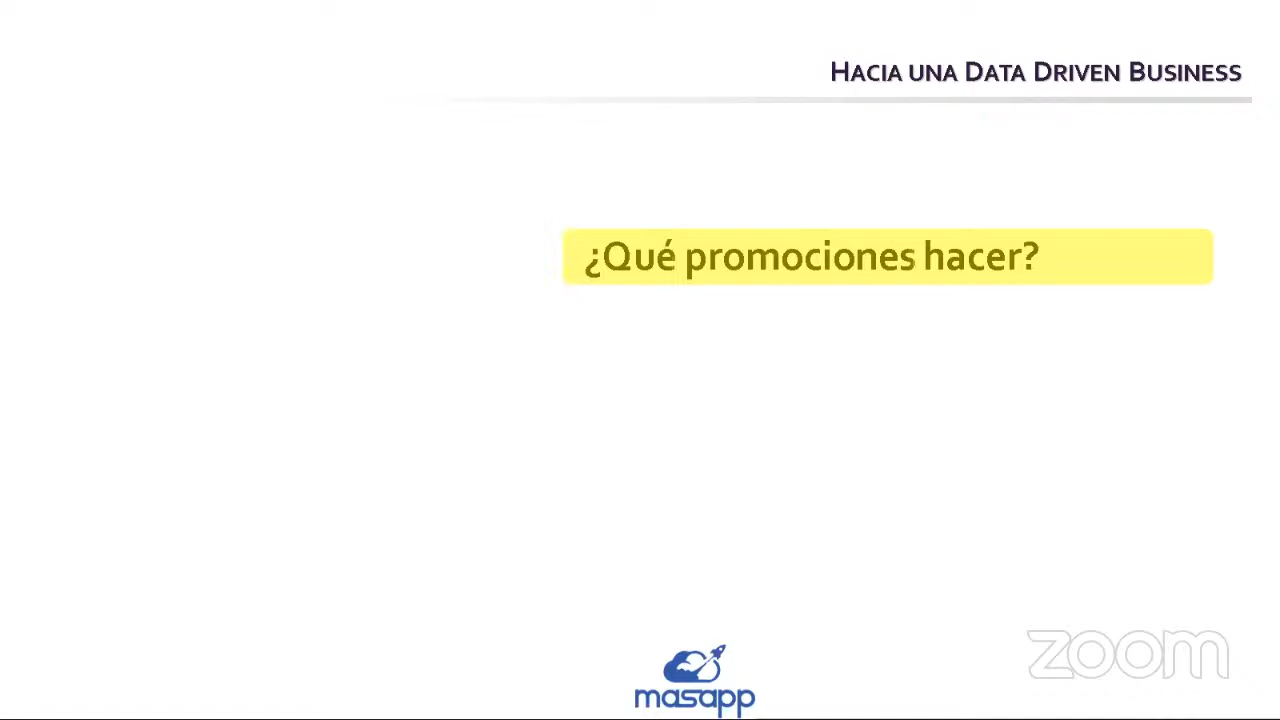 HACIA UNA DATA DRIVEN BUSINESS
¿Qué promociones hacer?
masapp
zoom